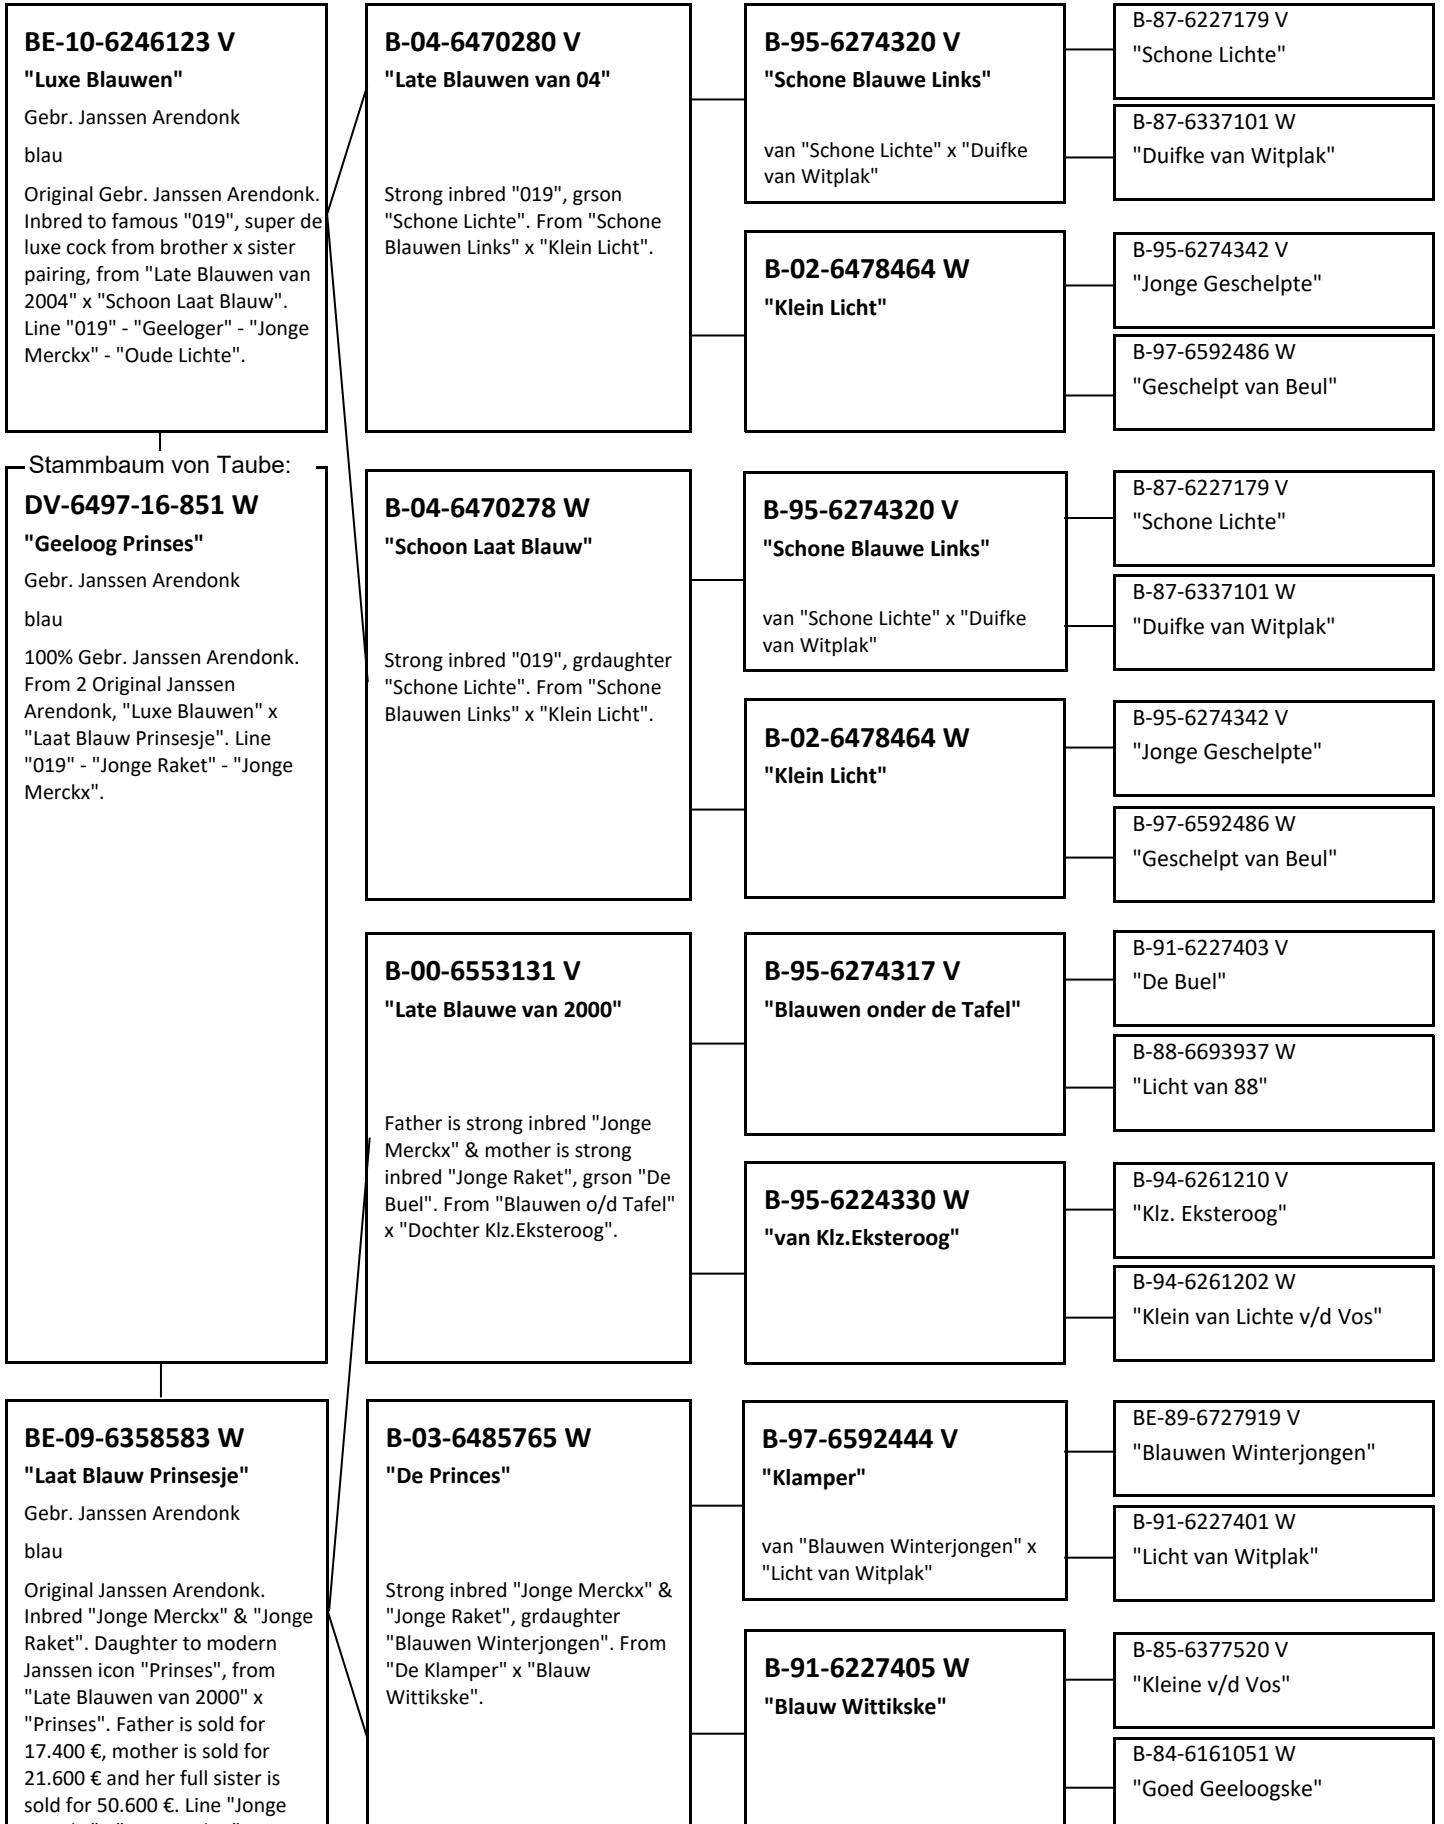 BE-10-6246123 V
"Luxe Blauwen"
Gebr. Janssen Arendonk
blau
Original Gebr. Janssen Arendonk.
Inbred to famous "019", super de
luxe cock from brother x sister
pairing, from "Late Blauwen van
2004" x "Schoon Laat Blauw".
Line "019" - "Geeloger" - "Jonge
Merckx" - "Oude Lichte".
Stammbaum von Taube:
DV-6497-16-851 W
"Geeloog Prinses"
Gebr. Janssen Arendonk
blau
100% Gebr. Janssen Arendonk.
From 2 Original Janssen
Arendonk, "Luxe Blauwen" x
"Laat Blauw Prinsesje". Line
"019" - "Jonge Raket" - "Jonge
Merckx".
BE-09-6358583 W
"Laat Blauw Prinsesje"
Gebr. Janssen Arendonk
blau
Original Janssen Arendonk.
Inbred "Jonge Merckx" & "Jonge
Raket". Daughter to modern
Janssen icon "Prinses", from
"Late Blauwen van 2000" x
"Prinses". Father is sold for
17.400 €, mother is sold for
21.600 € and her full sister is
sold for 50.600 €. Line "Jonge
B-04-6470280 V
"Late Blauwen van 04"
Strong inbred "019", grson
"Schone Lichte". From "Schone
Blauwen Links" x "Klein Licht".
B-04-6470278 W
"Schoon Laat Blauw"
Strong inbred "019", grdaughter
"Schone Lichte". From "Schone
Blauwen Links" x "Klein Licht".
B-00-6553131 V
"Late Blauwe van 2000"
Father is strong inbred "Jonge
Merckx" & mother is strong
inbred "Jonge Raket", grson "De
Buel". From "Blauwen o/d Tafel"
x "Dochter Klz.Eksteroog".
B-03-6485765 W
"De Princes"
Strong inbred "Jonge Merckx" &
"Jonge Raket", grdaughter
"Blauwen Winterjongen". From
"De Klamper" x "Blauw
Wittikske".
B-95-6274320 V
"Schone Blauwe Links"
van "Schone Lichte" x "Duifke
van Witplak"
B-02-6478464 W
"Klein Licht"
B-95-6274320 V
"Schone Blauwe Links"
van "Schone Lichte" x "Duifke
van Witplak"
B-02-6478464 W
"Klein Licht"
B-95-6274317 V
"Blauwen onder de Tafel"
B-95-6224330 W
"van Klz.Eksteroog"
B-97-6592444 V
"Klamper"
van "Blauwen Winterjongen" x
"Licht van Witplak"
B-91-6227405 W
"Blauw Wittikske"
B-87-6227179 V
"Schone Lichte"
B-87-6337101 W
"Duifke van Witplak"
B-95-6274342 V
"Jonge Geschelpte"
B-97-6592486 W
"Geschelpt van Beul"
B-87-6227179 V
"Schone Lichte"
B-87-6337101 W
"Duifke van Witplak"
B-95-6274342 V
"Jonge Geschelpte"
B-97-6592486 W
"Geschelpt van Beul"
B-91-6227403 V
"De Buel"
B-88-6693937 W
"Licht van 88"
B-94-6261210 V
"Klz. Eksteroog"
B-94-6261202 W
"Klein van Lichte v/d Vos"
BE-89-6727919 V
"Blauwen Winterjongen"
B-91-6227401 W
"Licht van Witplak"
B-85-6377520 V
"Kleine v/d Vos"
B-84-6161051 W
"Goed Geeloogske"